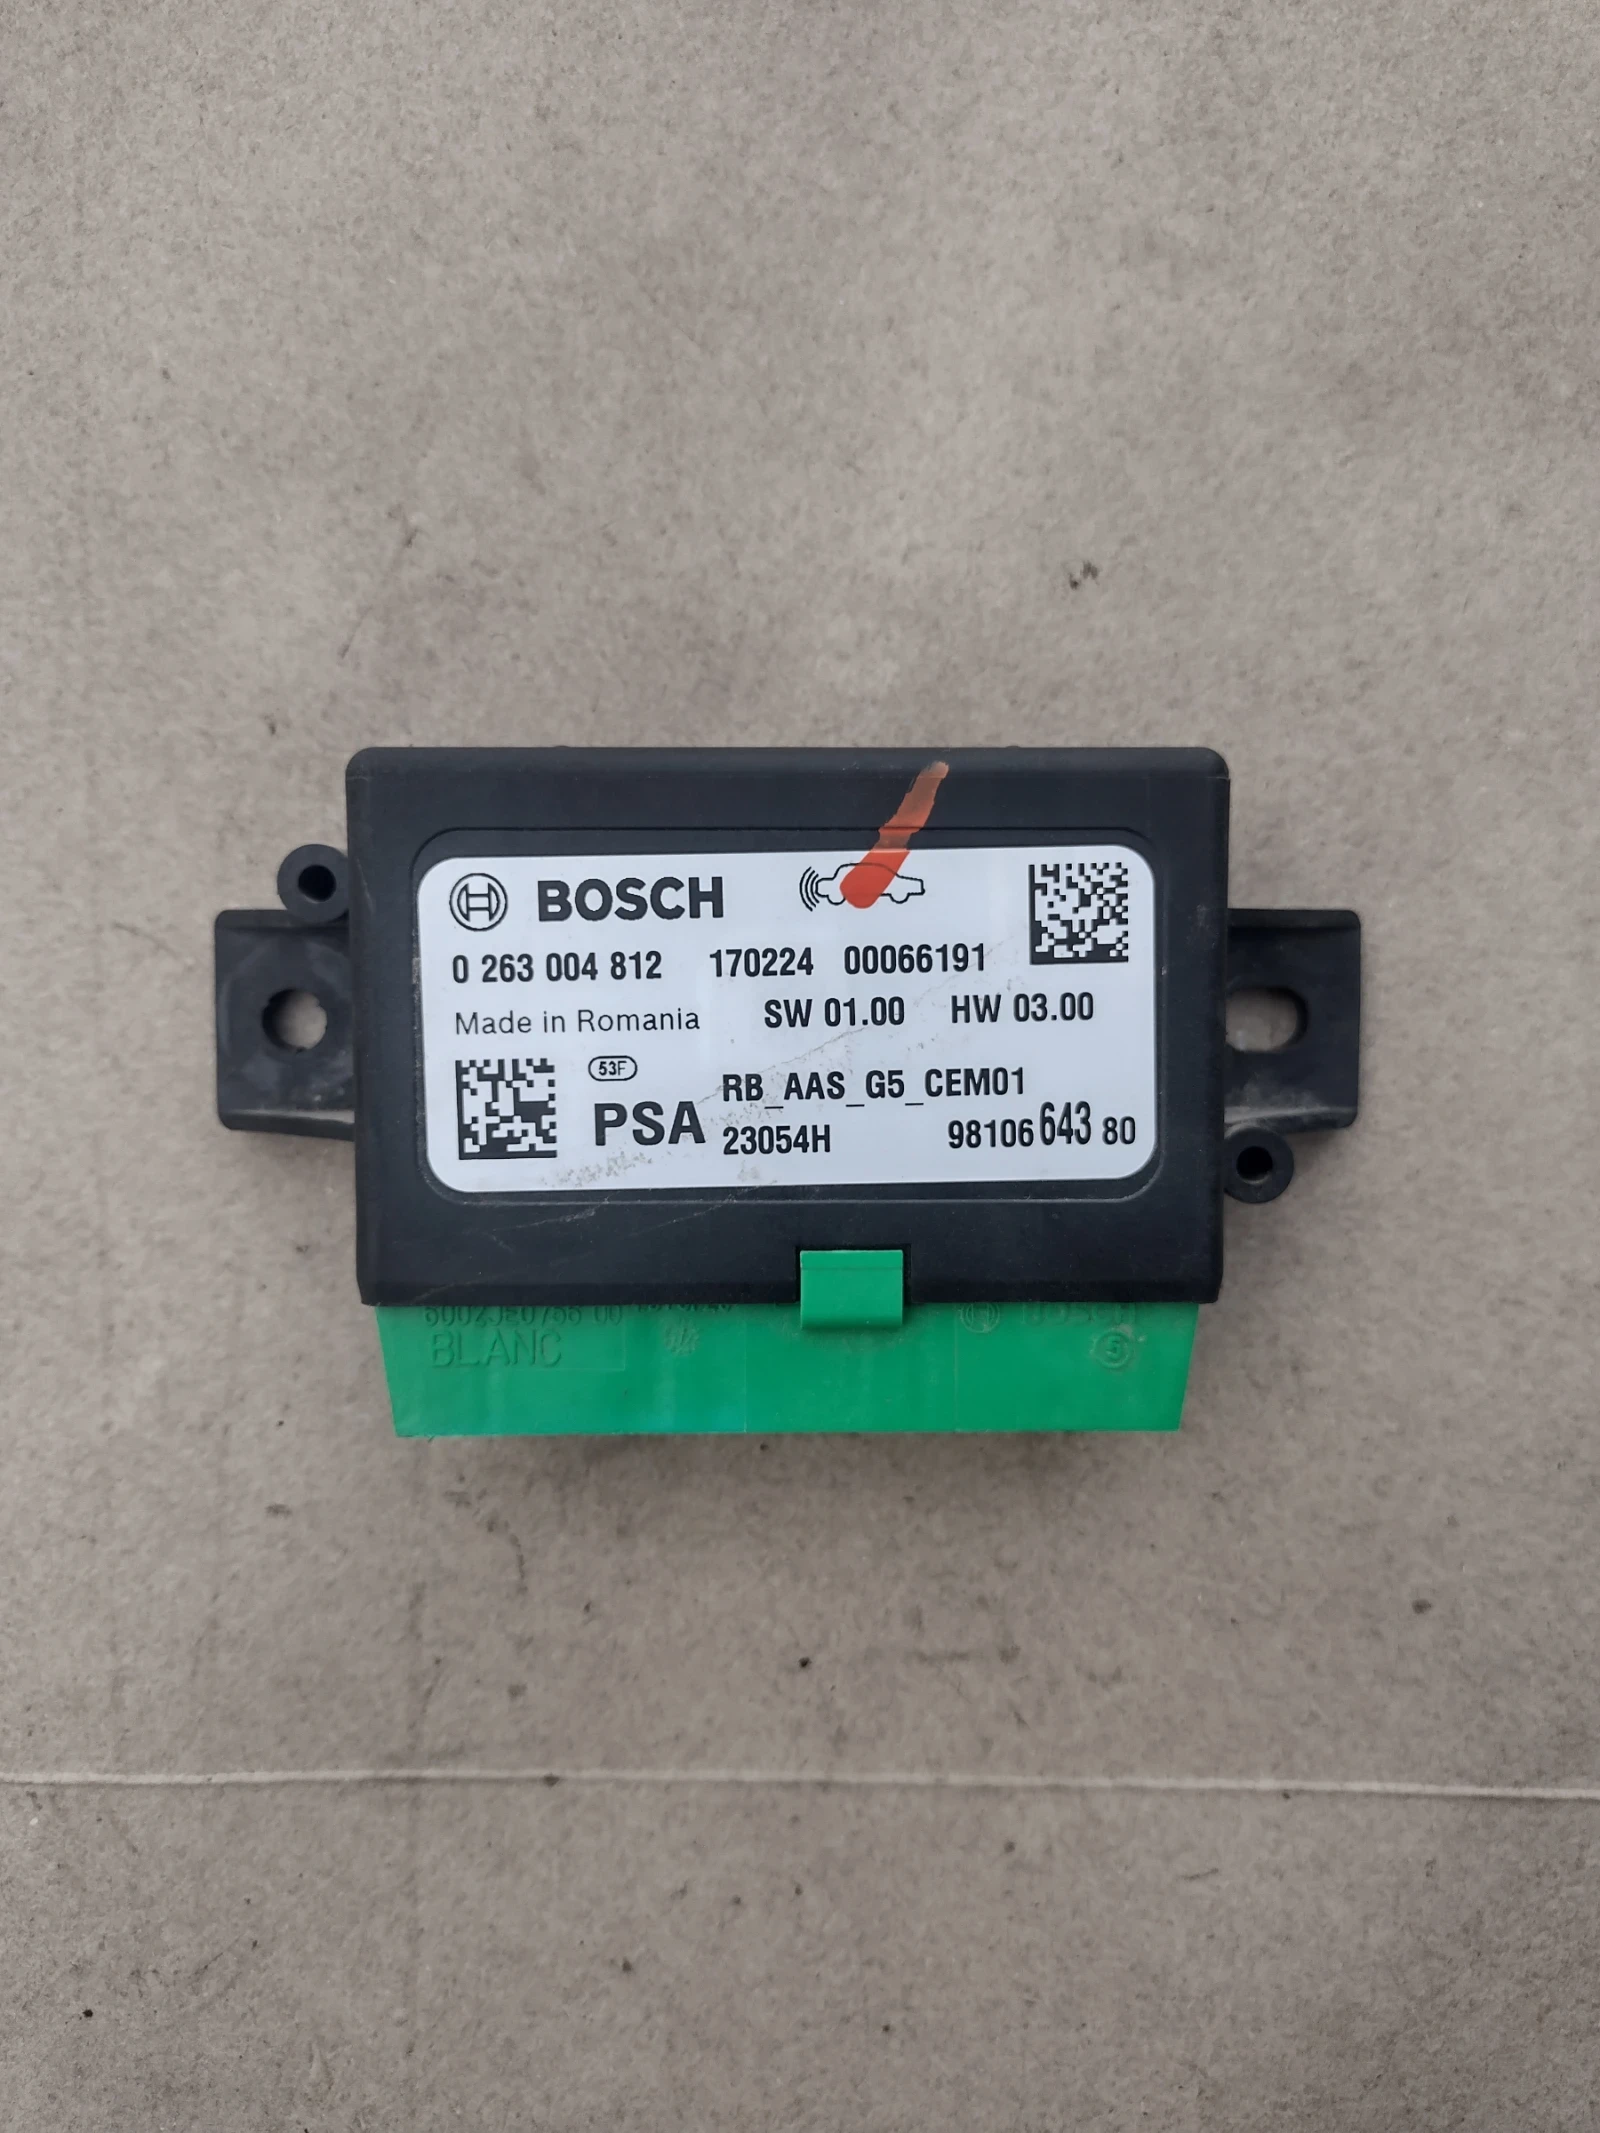 BOSCH
0 263 004 812 170224 00066191
Made in Romania SW 01.00 HW 03.00
53F
RB_AAS_G5_CEM01
PSA 23054H 98106 643 80
BLANC
5